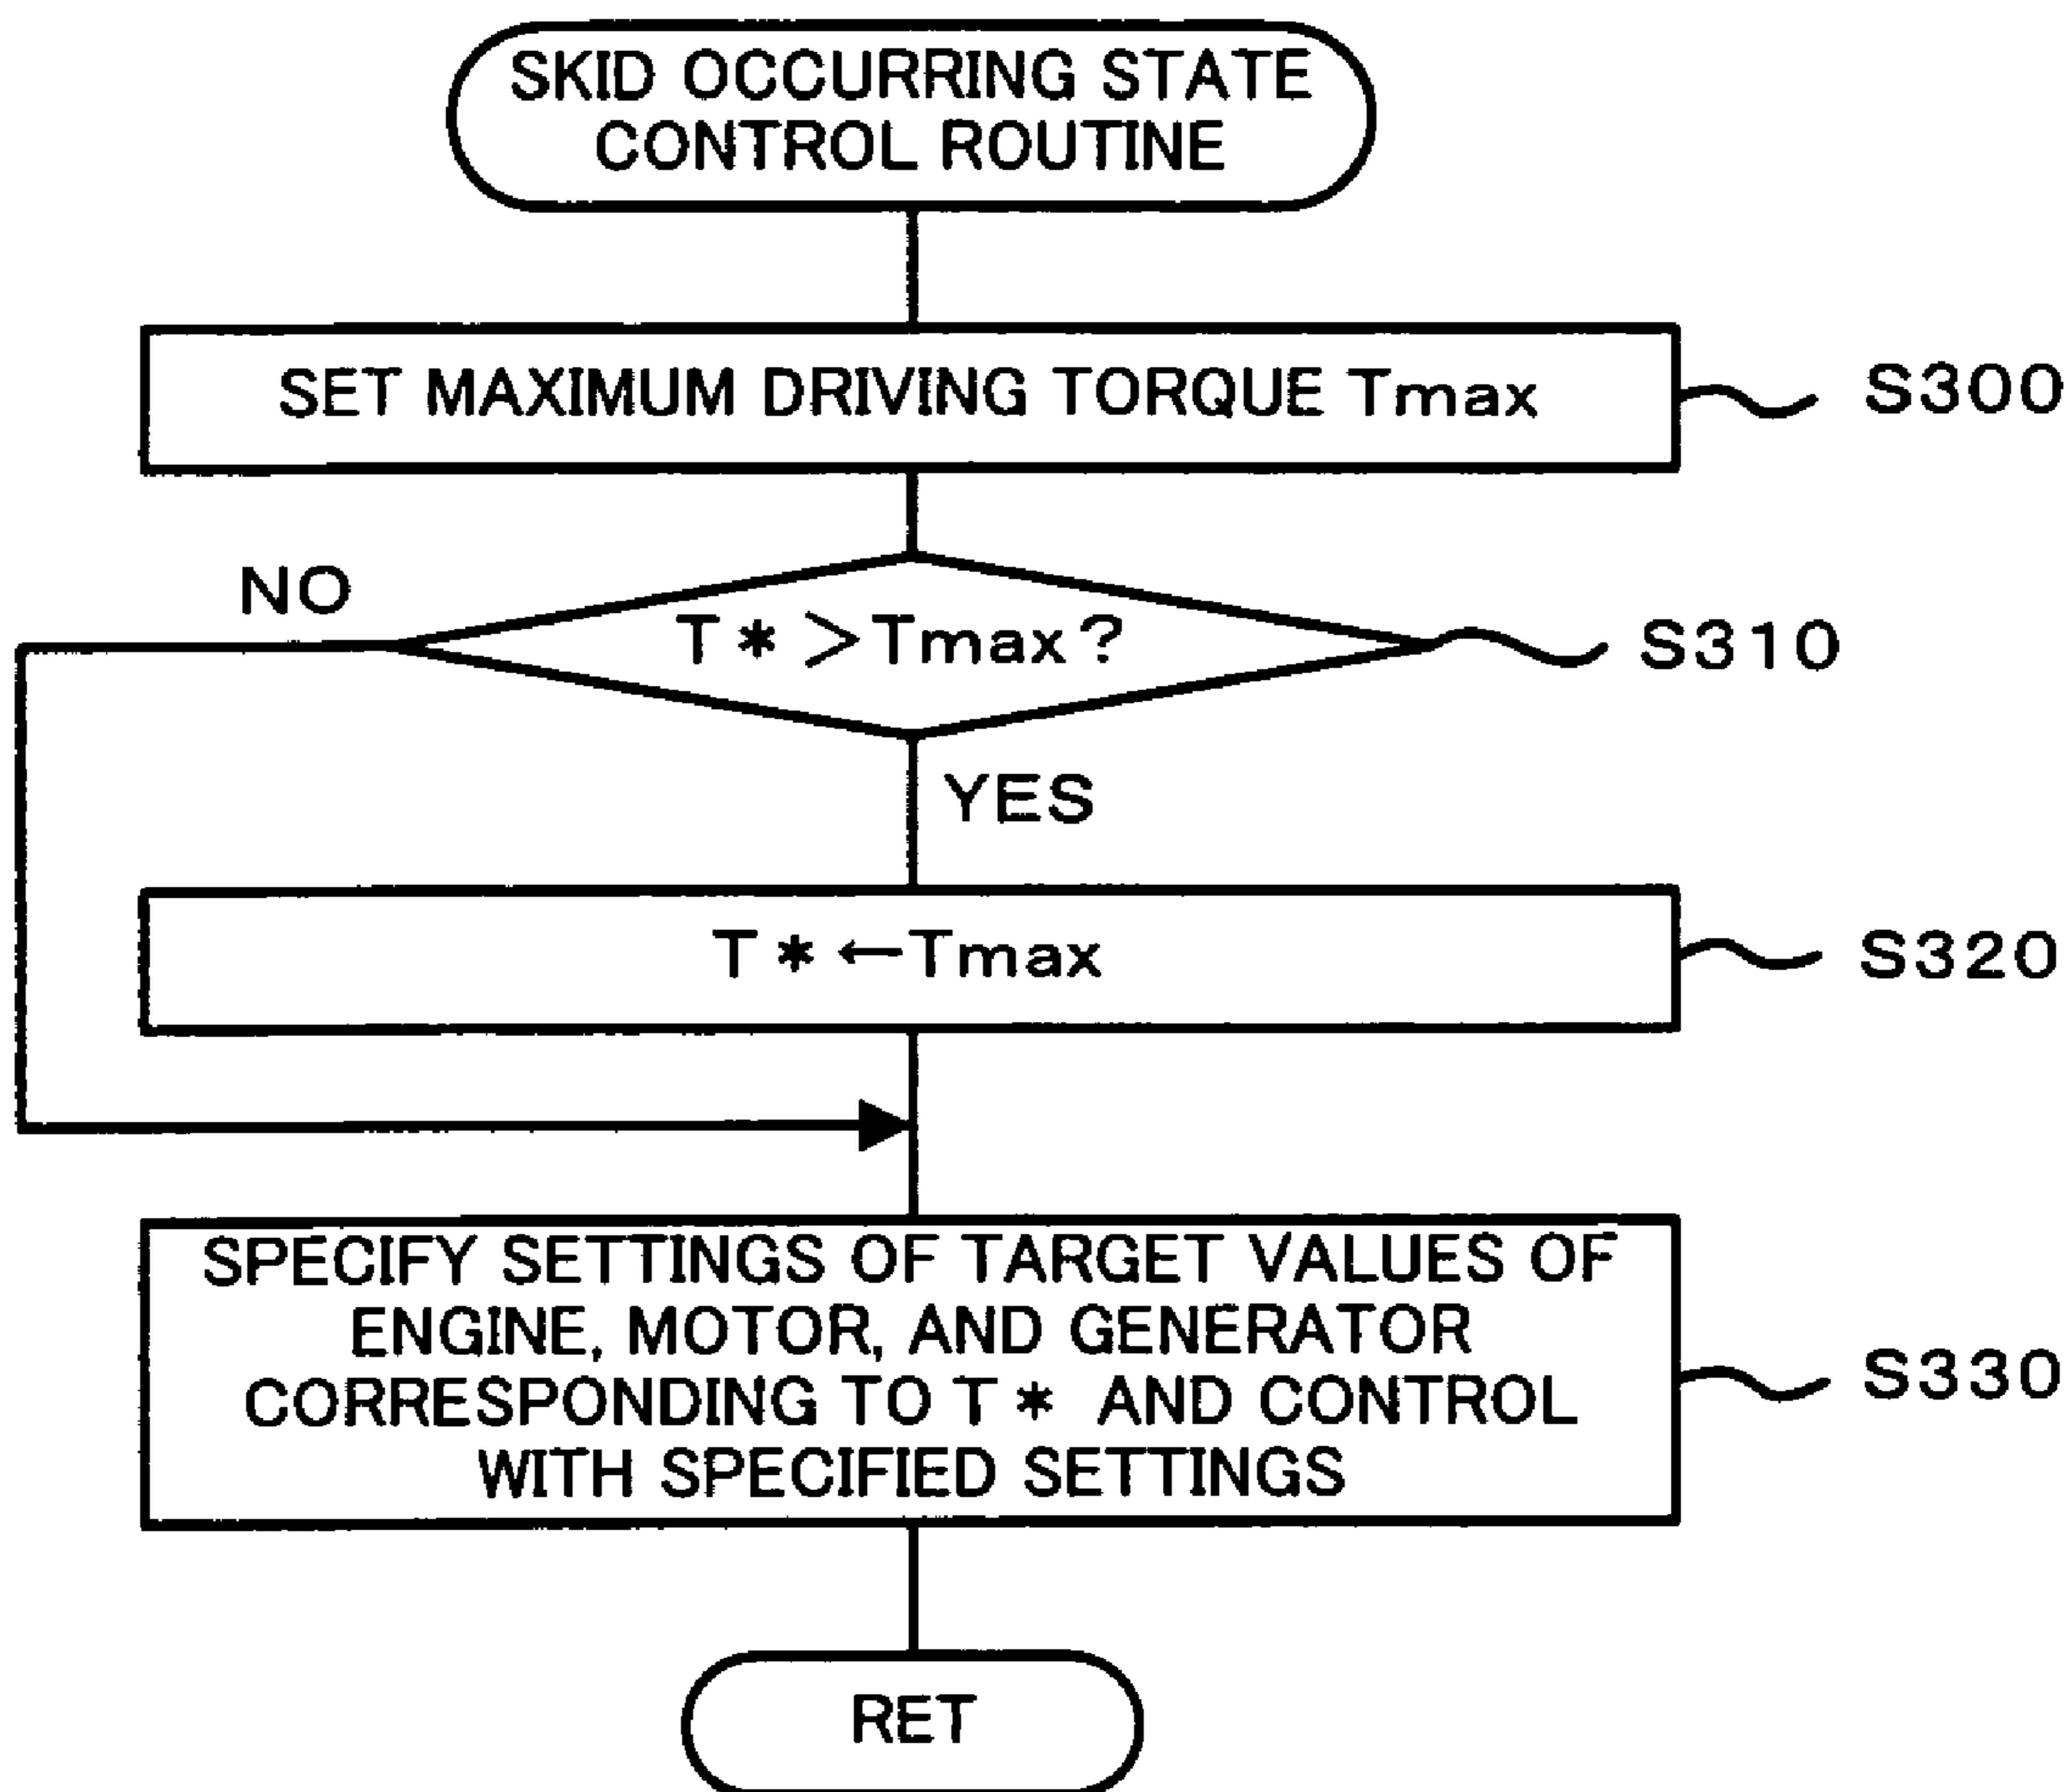 SKID OCCURRING STATE
CONTROL ROUTINE
SET MAXIMUM DRIVING TORQUE Tmax
S300
NO
T* >Tmax?
S310
YES
T*←Tmax
S320
SPECIFY SETTINGS OF TARGET VALUES OF
ENGINE, MOTOR, AND GENERATOR
CORRESPONDING TO T* AND CONTROL
WITH SPECIFIED SETTINGS
S330
RET